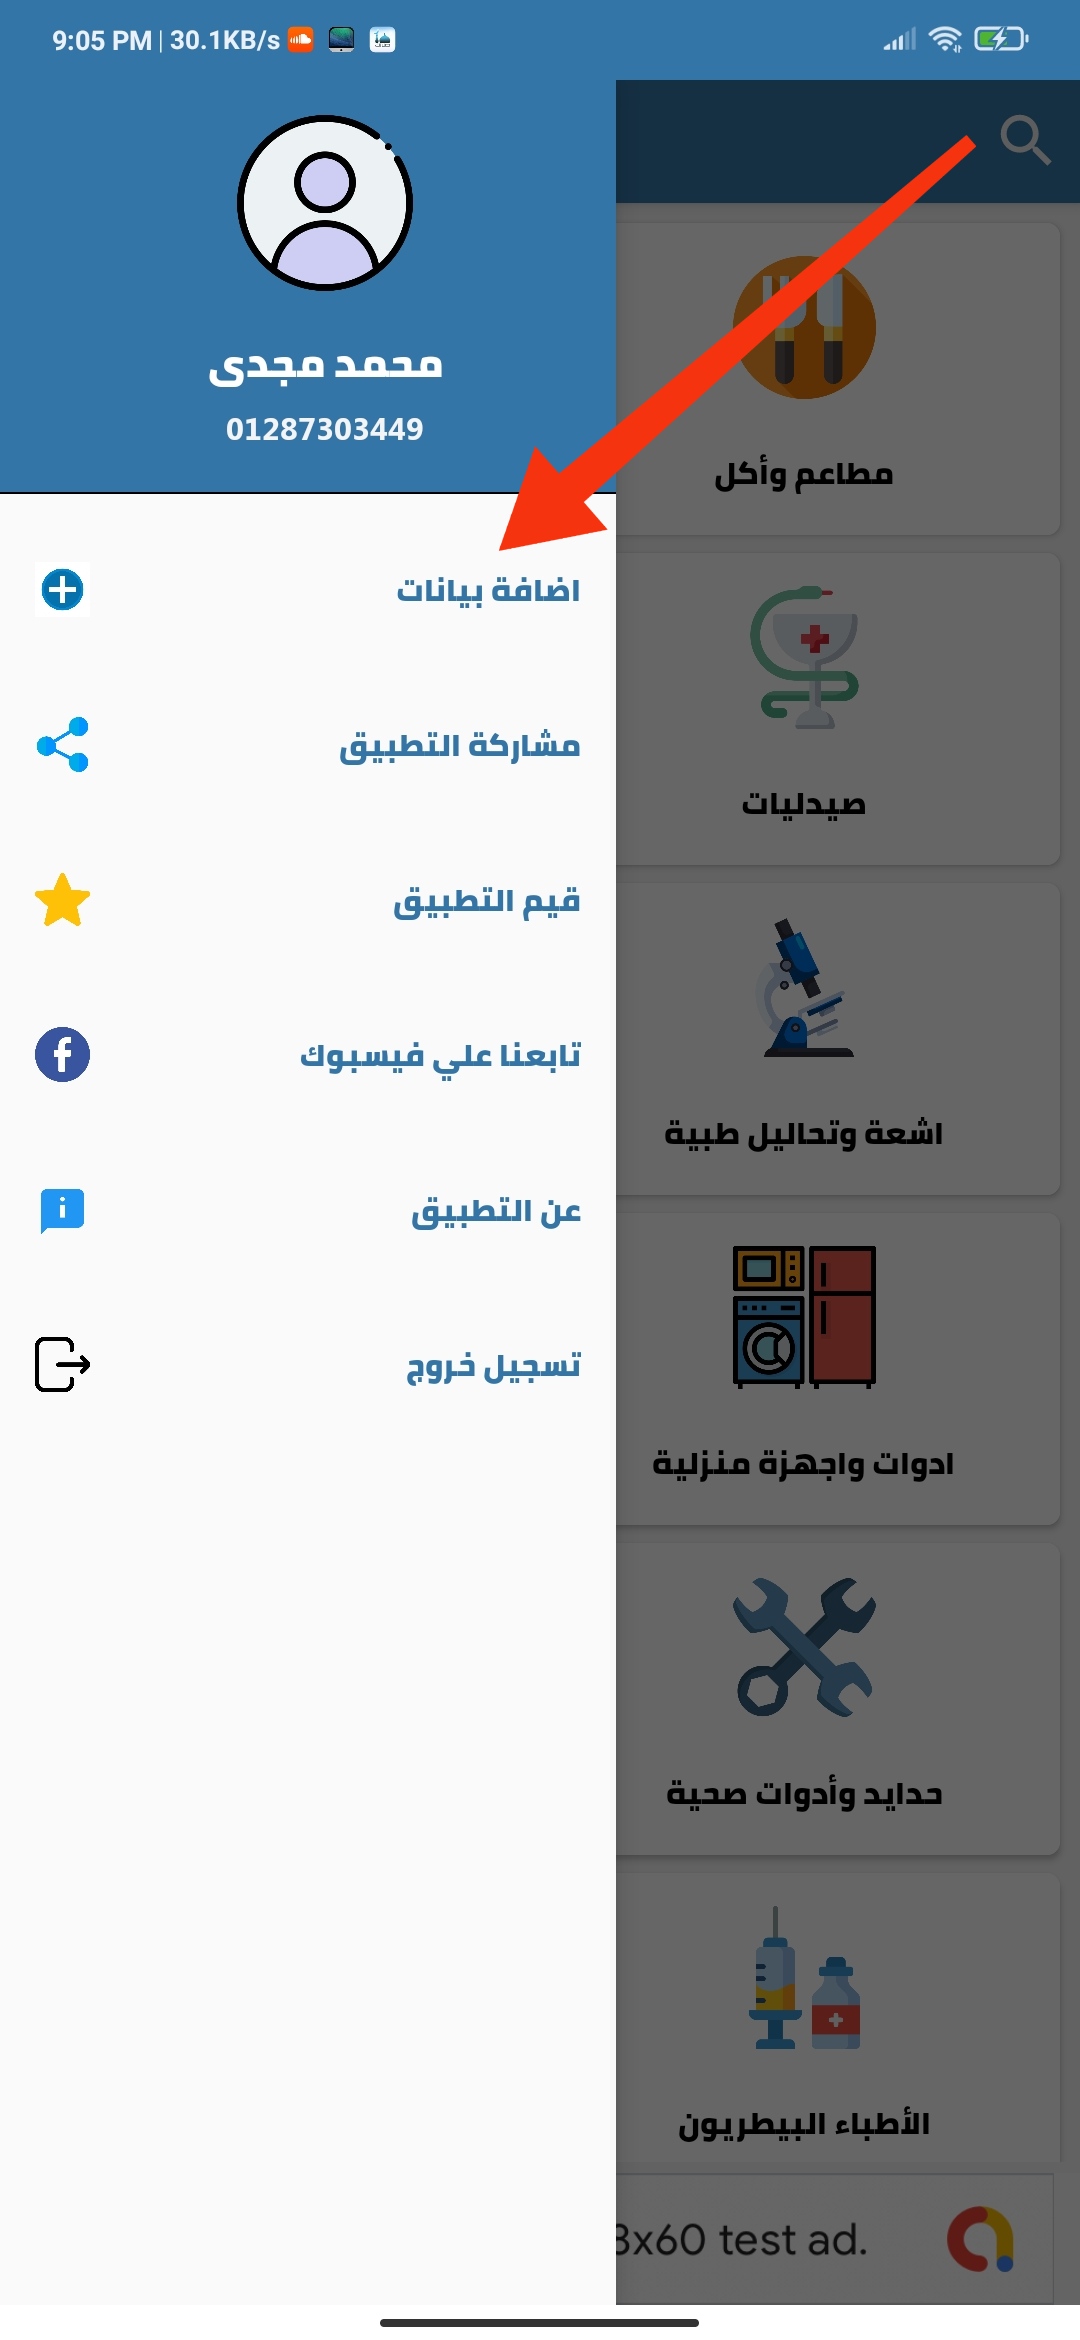 9:05 PM | 30.1KB/s
محمد مجدى
01287303449
اضافة بيانات
مشاركة التطبيق
قيم التطبيق
تابعنا علي فيسبوك
عن التطبيق
تسجيل خروج
مطاعم وأكل
صيدليات
اشعة وتحاليل طبية
ادوات واجهزة منزلية
حدايد وأدوات صحية
الأطباء البيطريون
8x60 test ad.